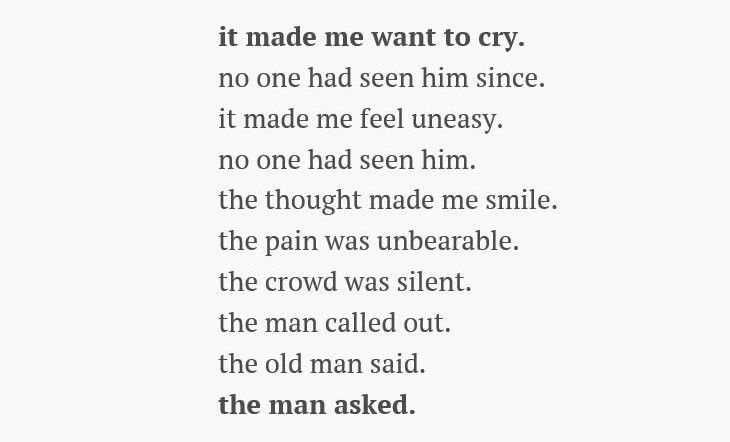 it made me want to cry.
no one had seen him since.
it made me feel uneasy.
no one had seen him.
the thought made me smile.
the pain was unbearable.
the crowd was silent.
the man called out.
the old man said.
the man asked.